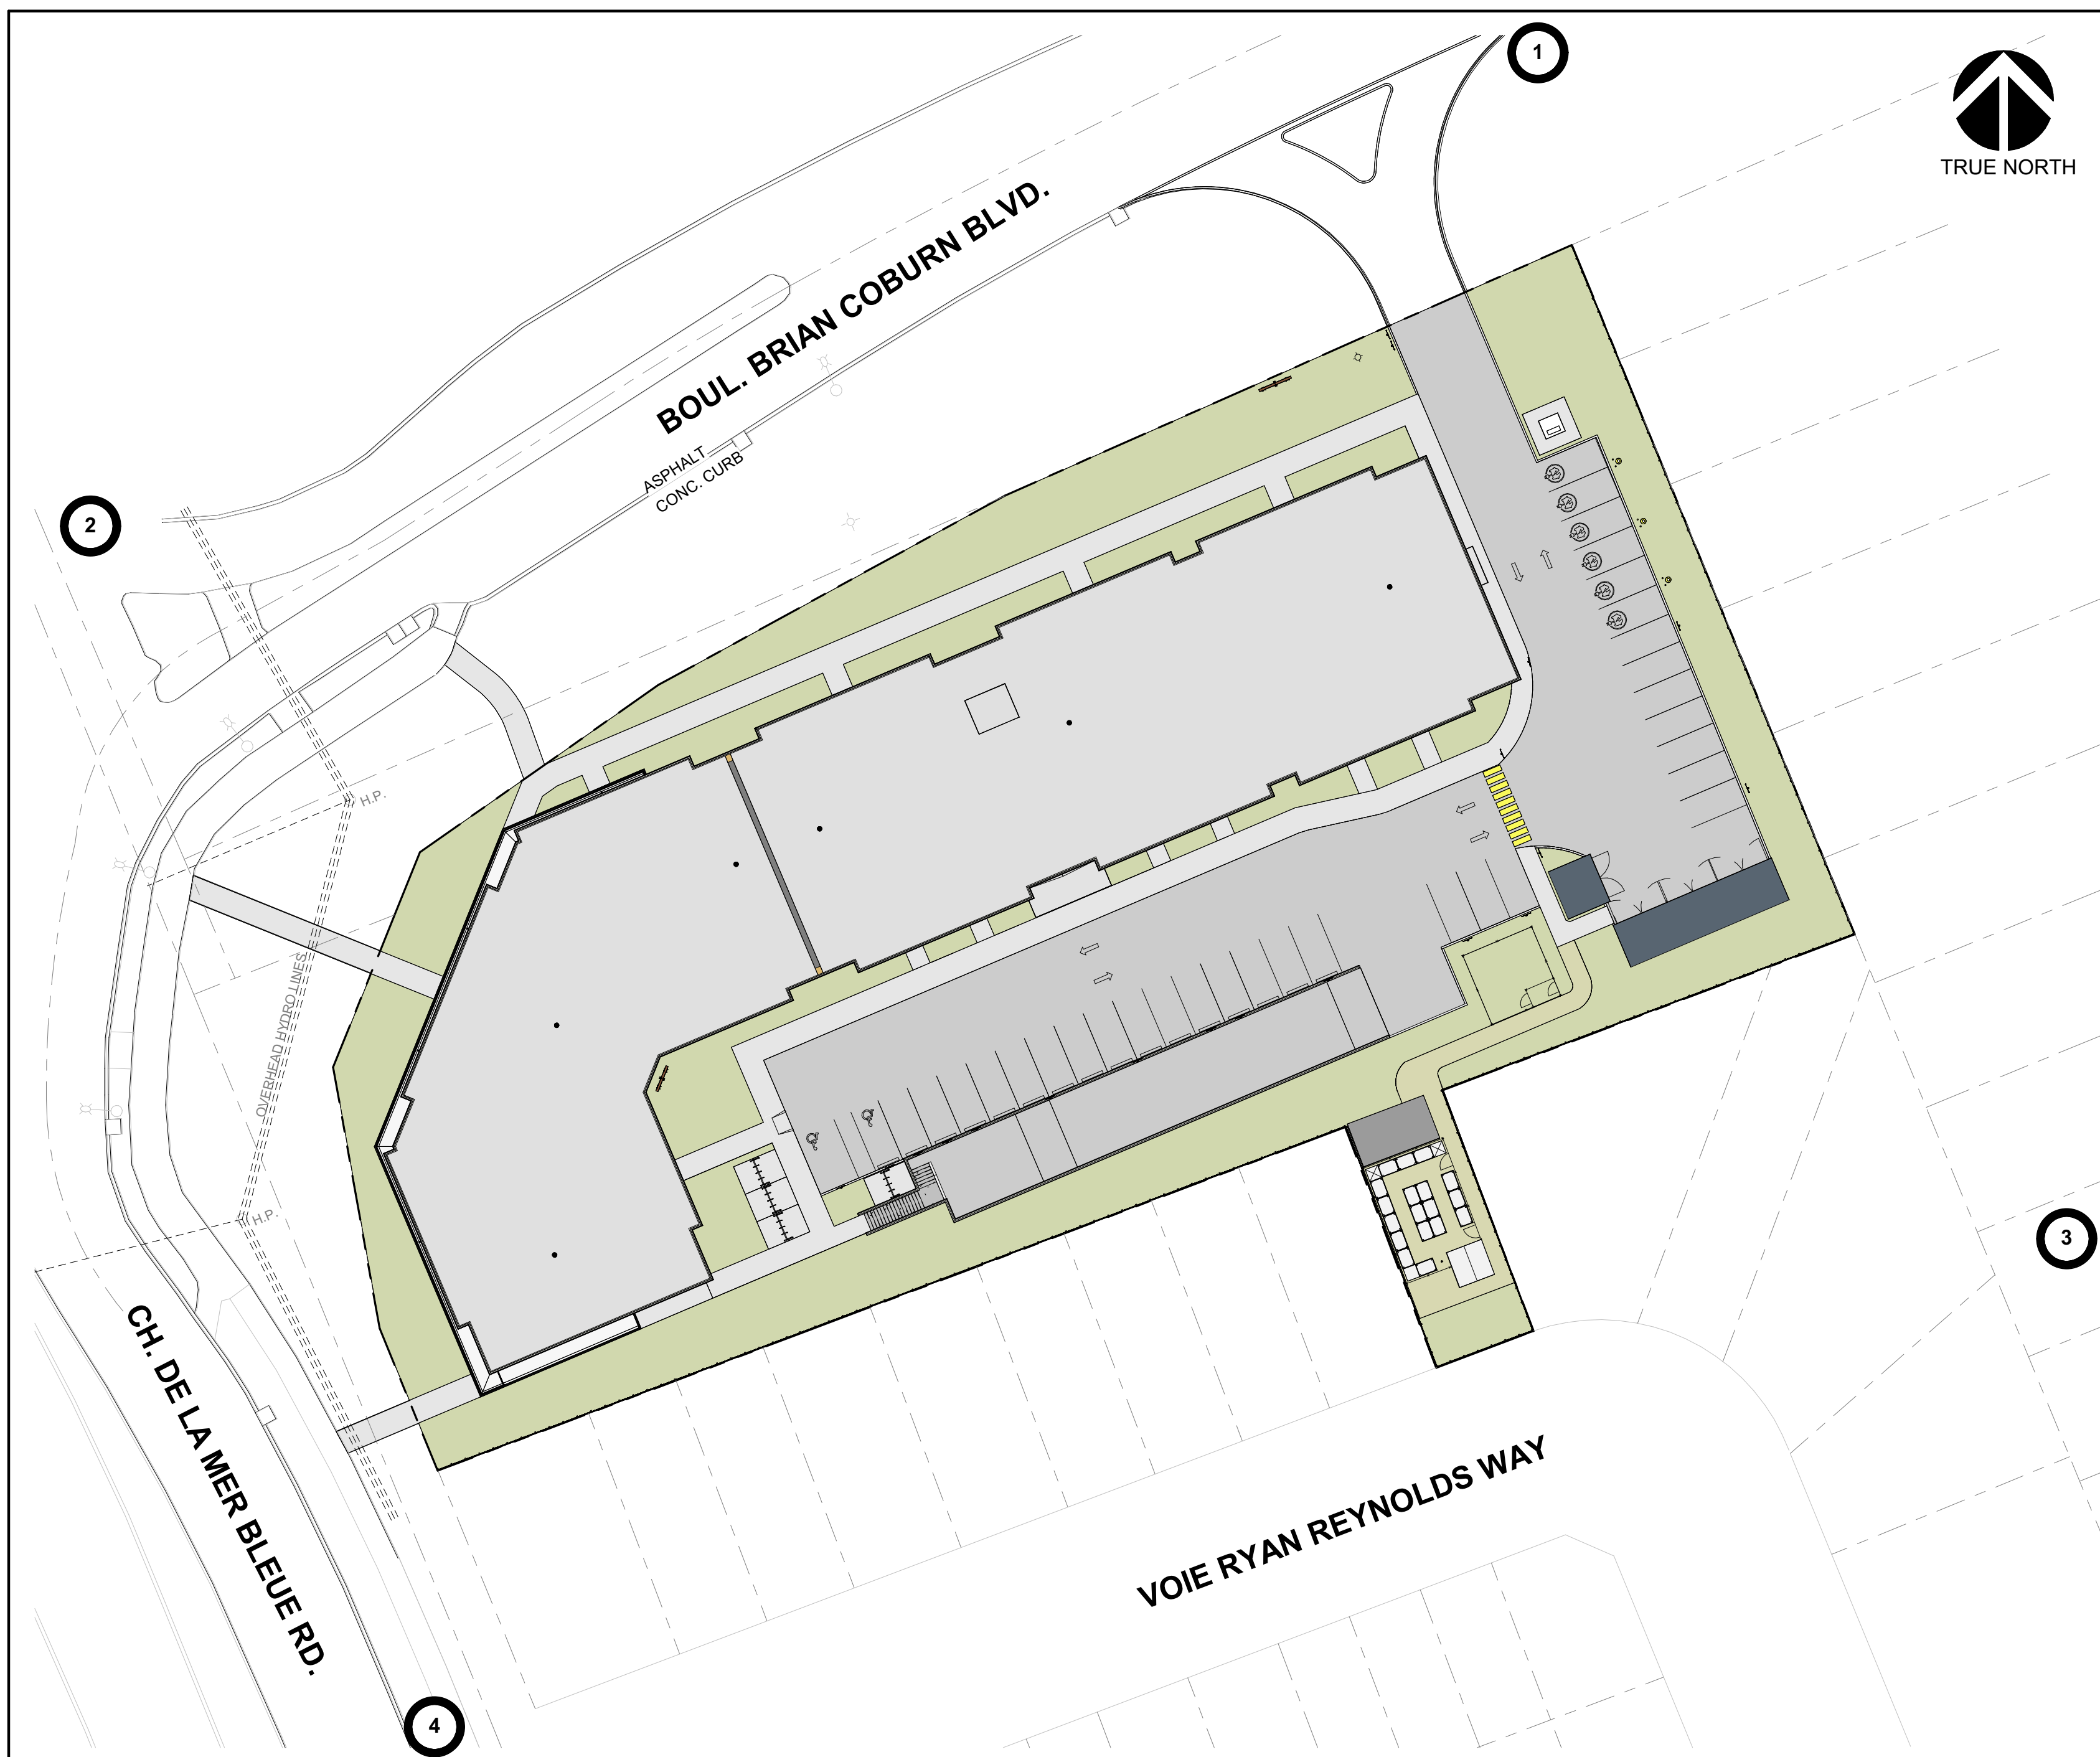 1
TRUE NORTH
BOUL. BRIAN COBURN BLVD.
ASPHALT
CONC. CURB
2
H.P.
OVERHEAD HYDRO LINES
H.P.
3
CH. DE LA MER BLEUE RD.
VOIE RYAN REYNOLDS WAY
4